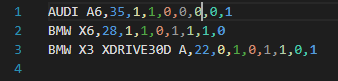 1 AUDI A6,35,1,1,0,0,0,0,1
2 BMW X6,28,1,1,0,1,1,1,0
3 BMW X3 XDRIVE30D A,22,0,1,0,1,1,0,1
4